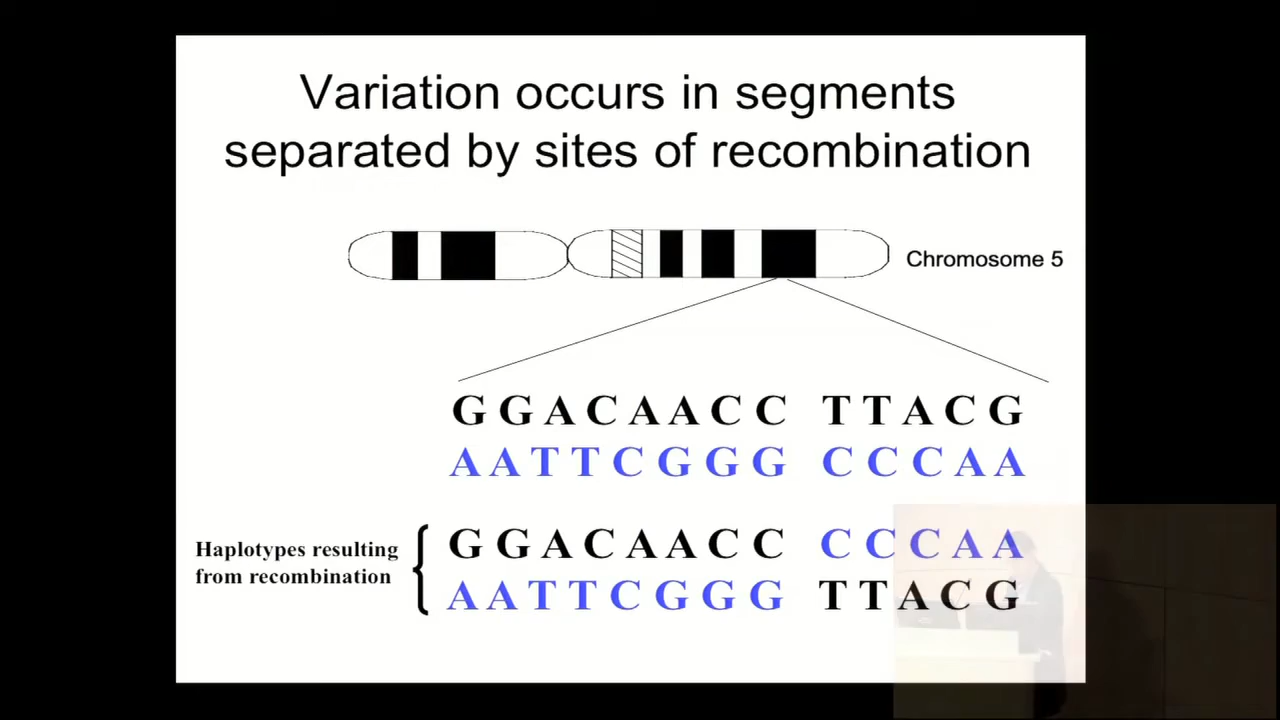 Variation occurs in segments
separated by sites of recombination
Chromosome 5
G G A C A A C C T T A C G
A A T T C G G G C C C A A
Haplotypes resulting
from recombination
G G A C A A C C C C C A A
A A T T C G G G T T A C G